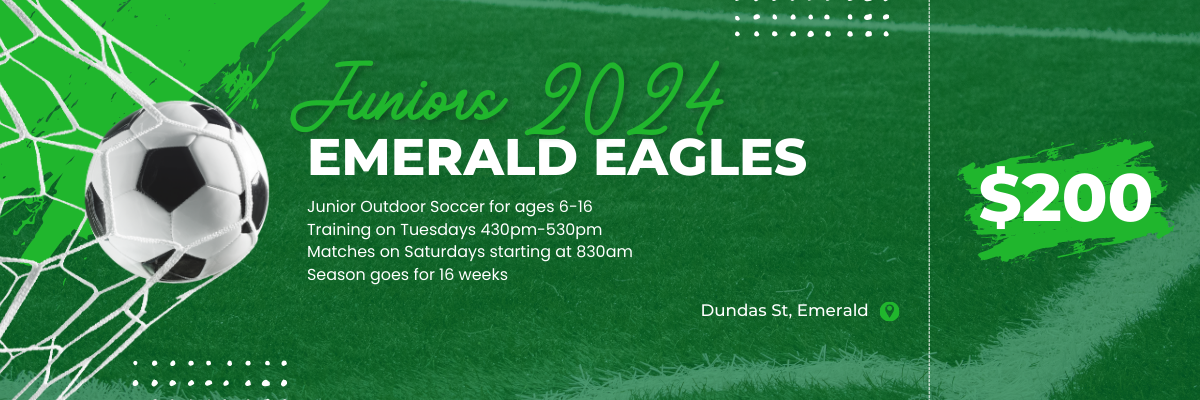 Juniors 2024
EMERALD EAGLES
Junior Outdoor Soccer for ages 6-16
Training on Tuesdays 430pm-530pm
Matches on Saturdays starting at 830am
Season goes for 16 weeks
Dundas St, Emerald
$200